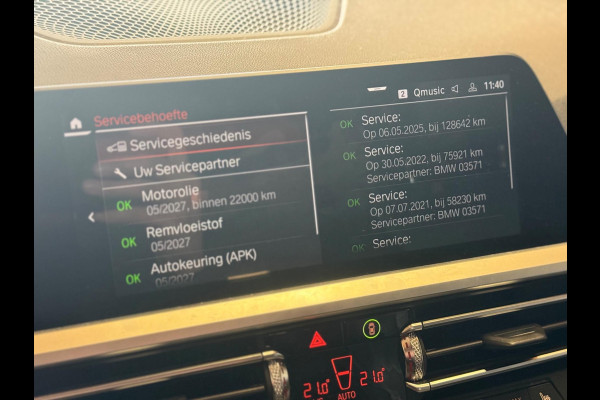 2 Qmusic 11:40
Servicebehoefte
Servicegeschiedenis
Uw Servicepartner
OK Motorolie
05/2027, binnen 22000 km
OK Remvloeistof
05/2027
OK Autokeuring (APK)
05/2027
OK Service:
Op 06.05.2025, bij 128642 km
OK Service:
Op 30.05.2022, bij 75921 km
Servicepartner: BMW 03571
OK Service:
Op 07.07.2021, bij 58230 km
Servicepartner: BMW 03571
OK Service:
21.0 21.0
AUTO